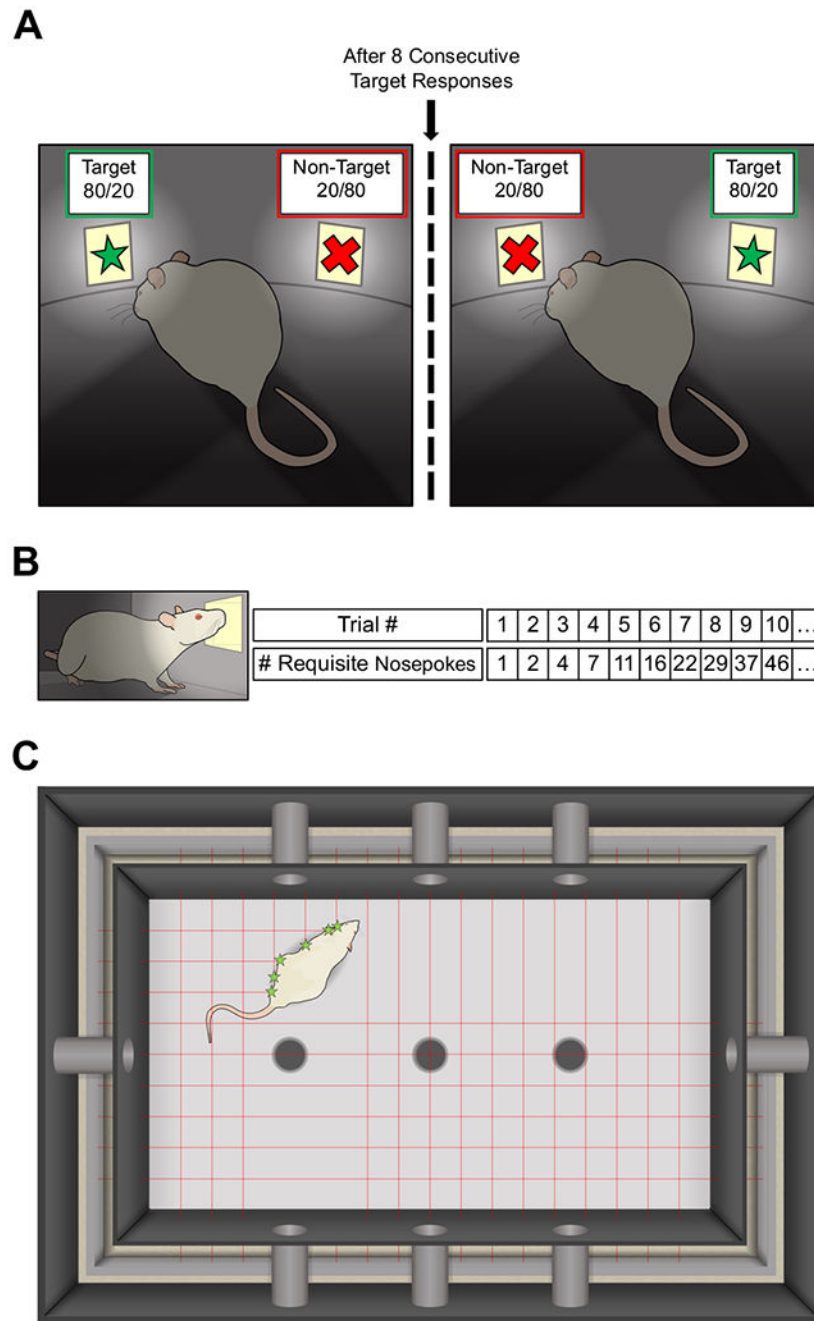 A
After 8 Consecutive
Target Responses
Target
80/20
Non-Target
20/80
Non-Target
20/80
Target
80/20
B
Trial # 1 2 3 4 5 6 7 8 9 10 ...
# Requisite Nosepokes 1 2 4 7 11 16 22 29 37 46 ...
C